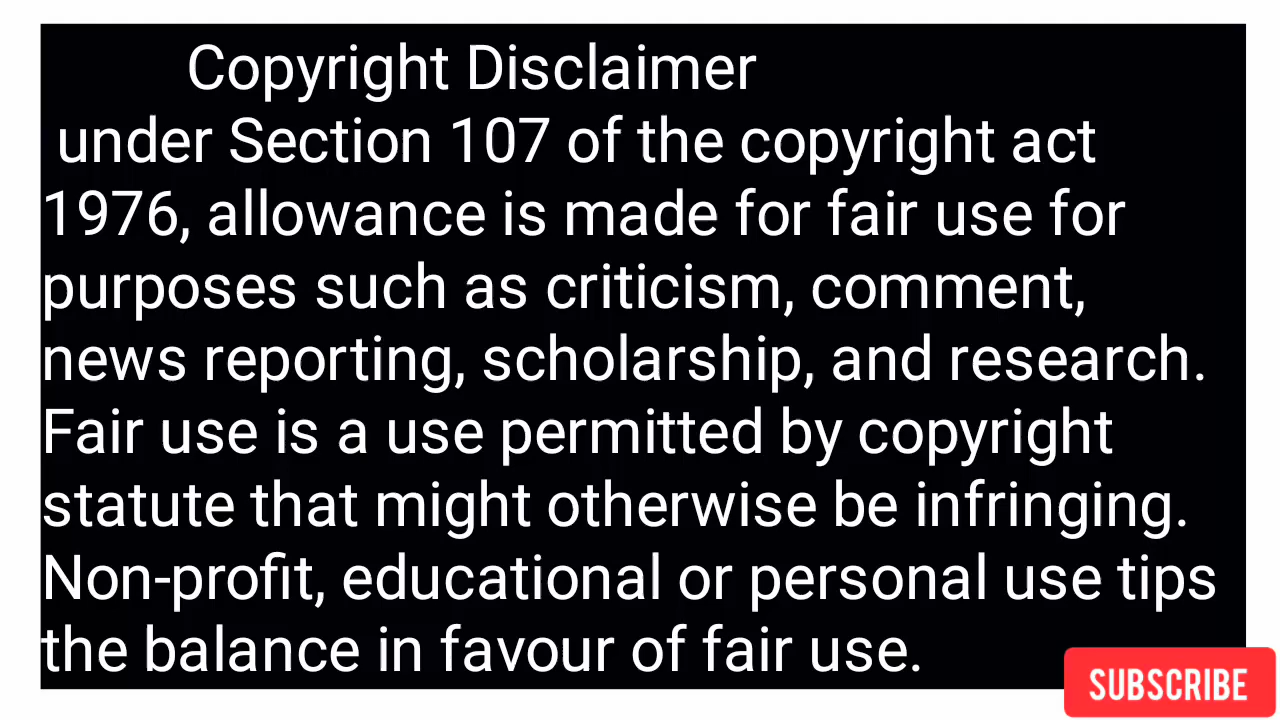 Copyright Disclaimer
under Section 107 of the copyright act
1976, allowance is made for fair use for
purposes such as criticism, comment,
news reporting, scholarship, and research.
Fair use is a use permitted by copyright
statute that might otherwise be infringing.
Non-profit, educational or personal use tips
the balance in favour of fair use.
SUBSCRIBE